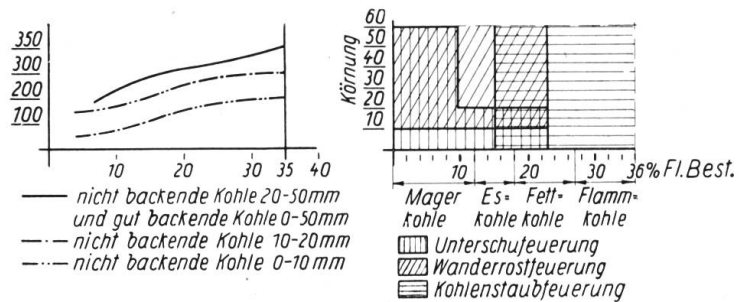 350
300
200
100
10 20 30 35 40
nicht backende Kohle 20-50mm
und gut backende Kohle 0-50mm
nicht backende Kohle 10-20mm
nicht backende Kohle 0-10mm
Körnung
60
50
40
30
20
10
10 20 30 36% Fl. Best.
Mager Es= Fett= Flamm=
kohle kohle kohle kohle
Unterschufeuerung
Wanderrostfeuerung
Kohlenstaubfeuerung